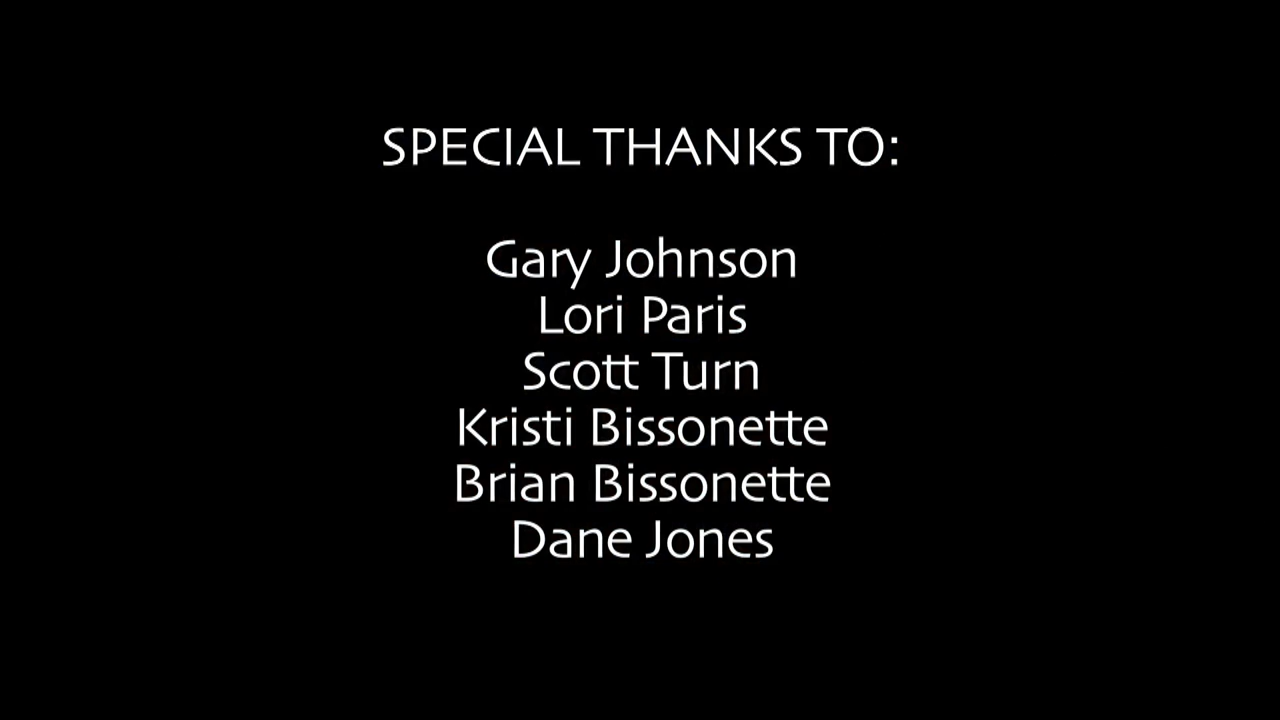 SPECIAL THANKS TO:
Gary Johnson
Lori Paris
Scott Turn
Kristi Bissonette
Brian Bissonette
Dane Jones